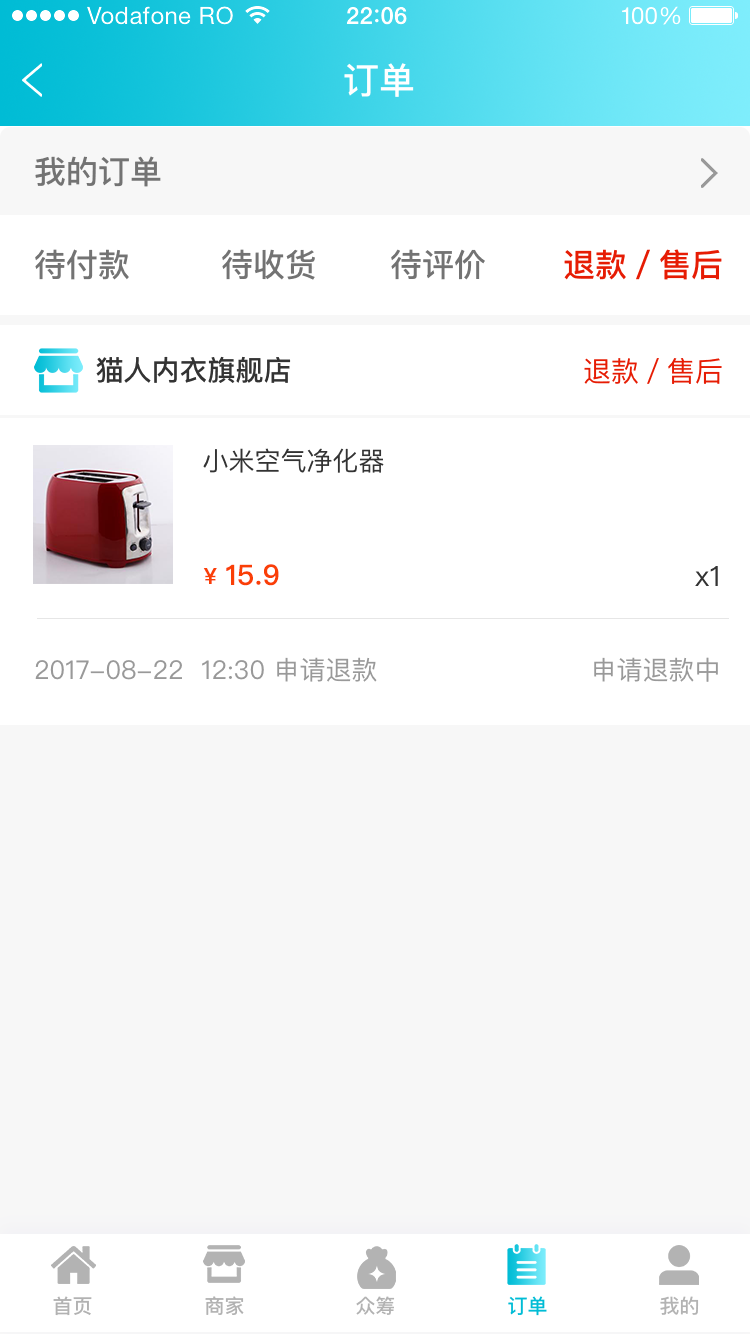 Vodafone RO 22:06 100%
订单
我的订单
待付款 待收货 待评价 退款 / 售后
猫人内衣旗舰店 退款 / 售后
小米空气净化器
¥ 15.9 x1
2017-08-22 12:30 申请退款 申请退款中
首页 商家 众筹 订单 我的